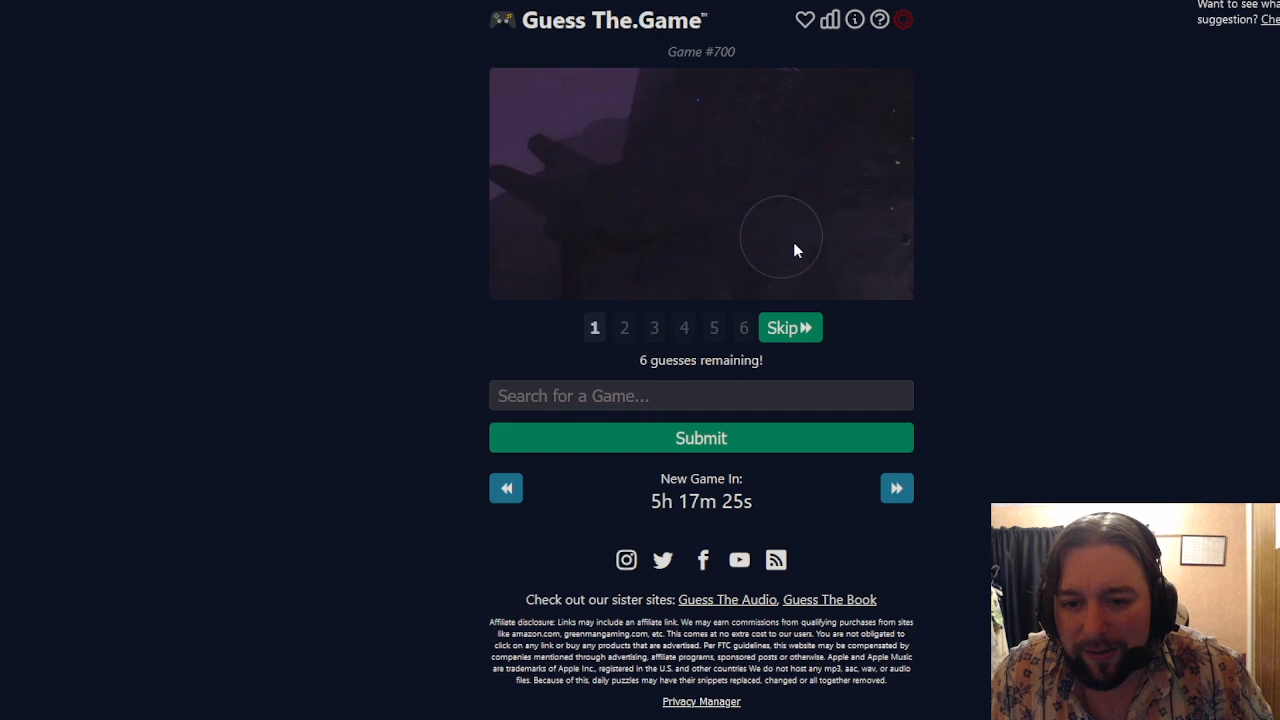 Guess The.Game™
Want to see wha
suggestion? Che
Game #700
1 2 3 4 5 6 Skip
6 guesses remaining!
Search for a Game...
Submit
New Game In:
5h 17m 25s
Check out our sister sites: Guess The Audio, Guess The Book
Affiliate disclosure: Links may include an affiliate link. We may earn commissions from qualifying purchases from sites
like amazon.com, greenmangaming.com, etc. This comes at no extra cost to our users. You are not obligated to
click on any link or buy any products that are advertised. Per FTC guidelines, this website may be compensated by
companies mentioned through advertising, affiliate programs, sponsored posts or otherwise. Apple and Apple Music
are trademarks of Apple Inc., registered in the U.S. and other countries We do not host any mp3, aac, wav, or audio
files. Because of this, daily puzzles may have their snippets replaced, changed or all together removed.
Privacy Manager